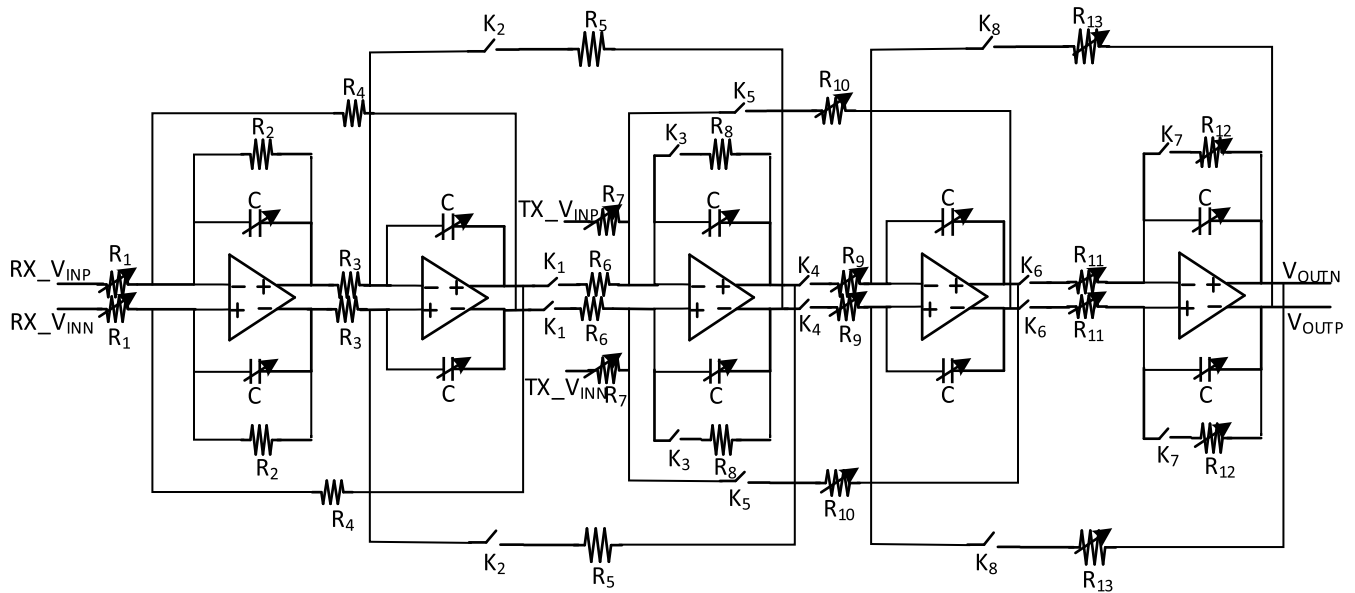 K2
R5
K8
R13
R4
K5
R10
R2
K3
R8
K7
R12
C
C
TX_VINP
R7
C
C
C
RX_VINP
R1
R3
K1
R6
K4
R9
K6
R11
VOUTN
− +
− +
− +
− +
− +
+ −
+ −
+ −
+ −
+ −
RX_VINN
R1
R3
K1
R6
K4
R9
K6
R11
VOUTP
C
C
TX_VINN
R7
C
C
C
R2
K3
R8
K7
R12
R4
K5
R10
K2
R5
K8
R13